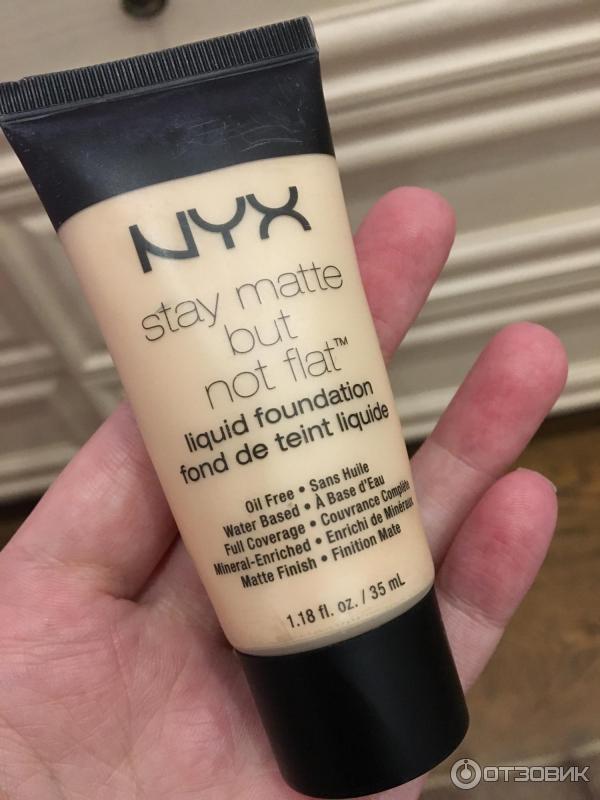 NYX
stay matte
but
not flat™
liquid foundation
fond de teint liquide
Oil Free • Sans Huile
Water Based • À Base d'Eau
Full Coverage • Couvrance Complète
Mineral-Enriched • Enrichi de Minéraux
Matte Finish • Finition Mate
1.18 fl. oz. / 35 mL
ОТЗОВИК